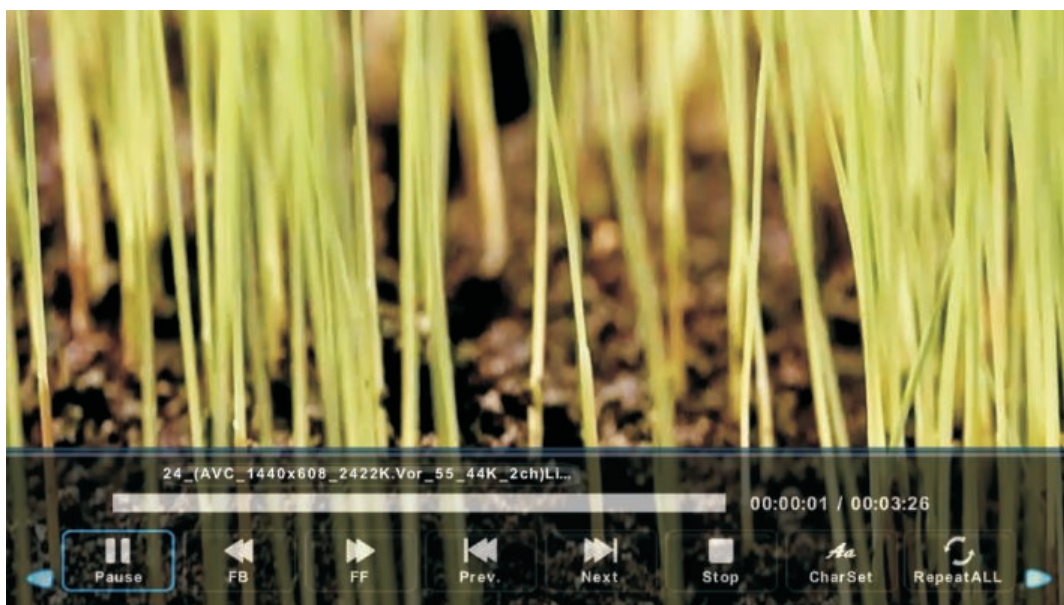 24_(AVC_1440x608_2422K.Vor_55_44K_2ch)Li...
00:00:01 / 00:03:26
Pause FB FF Prev. Next Stop Aa CharSet RepeatALL